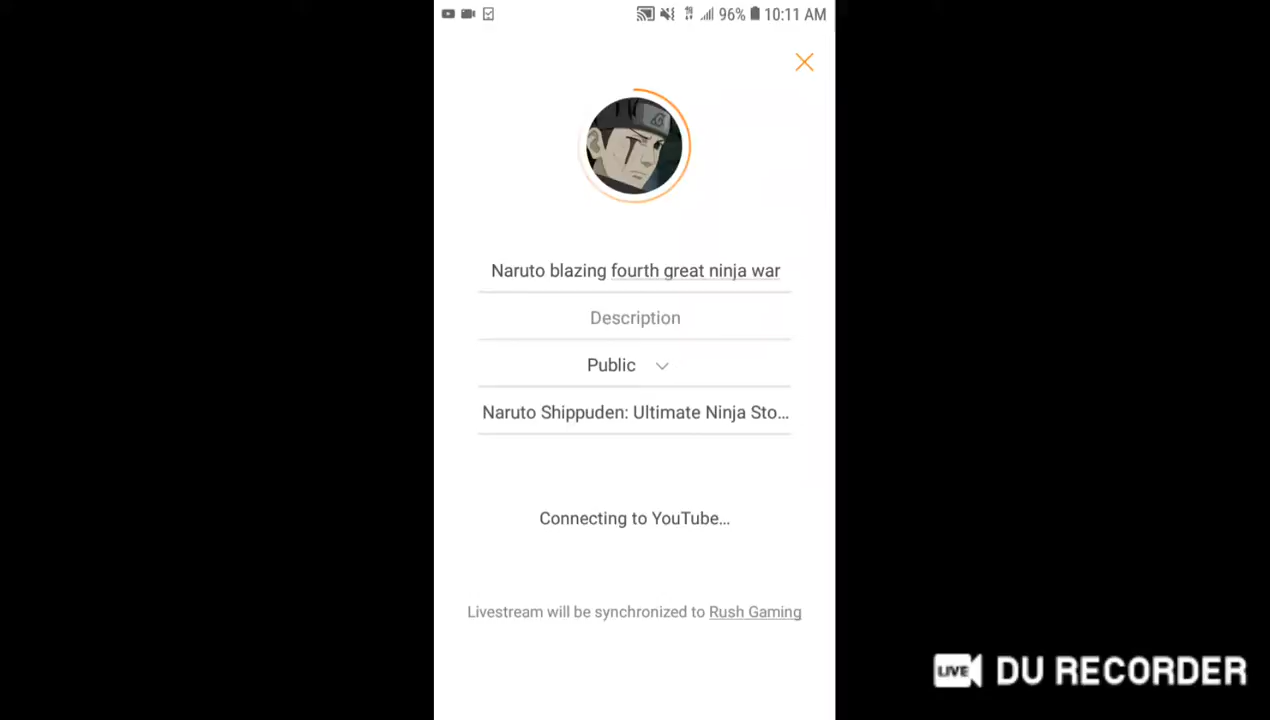 96% 10:11 AM
Naruto blazing fourth great ninja war
Description
Public
Naruto Shippuden: Ultimate Ninja Sto...
Connecting to YouTube...
Livestream will be synchronized to Rush Gaming
LIVE DU RECORDER